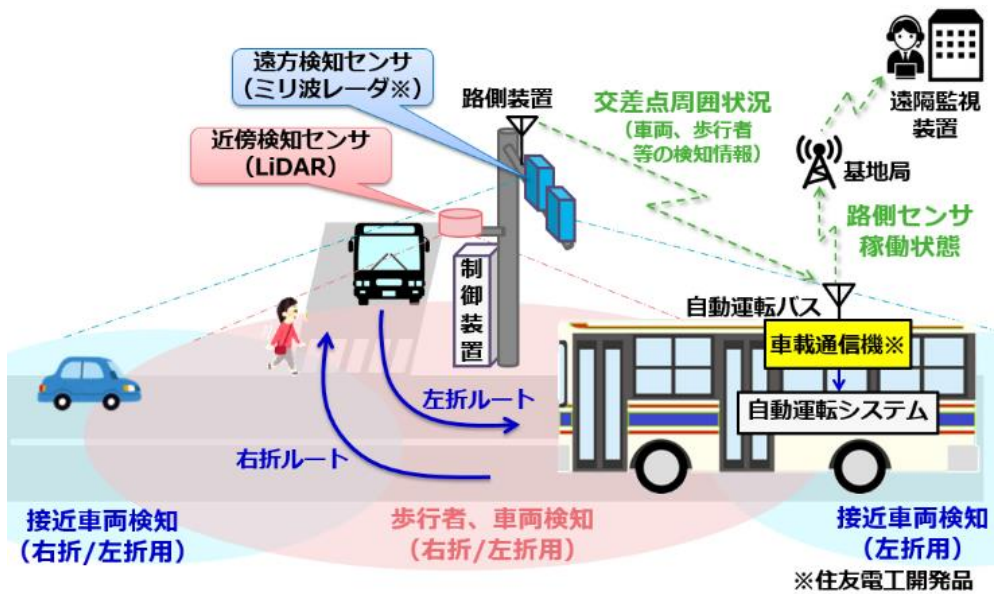 遠方検知センサ
（ミリ波レーダ※）
近傍検知センサ
（LiDAR）
路側装置
交差点周囲状況
（車両、歩行者
等の検知情報）
遠隔監視
装置
基地局
路側センサ
稼働状態
制御装置
自動運転バス
車載通信機※
自動運転システム
左折ルート
右折ルート
接近車両検知
（右折/左折用）
歩行者、車両検知
（右折/左折用）
接近車両検知
（左折用）
※住友電工開発品